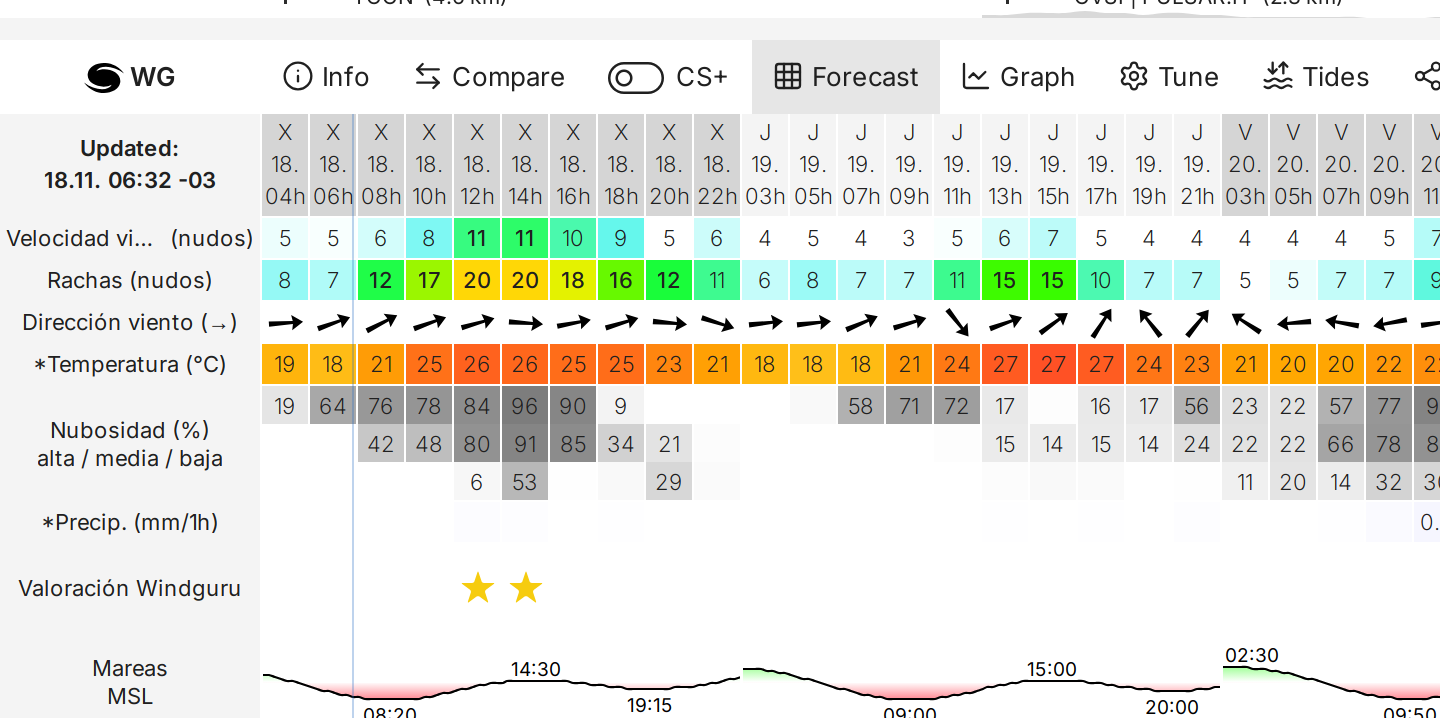 WG Info Compare CS+ Forecast Graph Tune Tides
X X X X X X X X X X J J J J J J J J J J V V V V V
Updated: 18. 18. 18. 18. 18. 18. 18. 18. 18. 18. 19. 19. 19. 19. 19. 19. 19. 19. 19. 19. 20. 20. 20. 20.
18.11. 06:32 -03 04h 06h 08h 10h 12h 14h 16h 18h 20h 22h 03h 05h 07h 09h 11h 13h 15h 17h 19h 21h 03h 05h 07h 09h
Velocidad vi... (nudos) 5 5 6 8 11 11 10 9 5 6 4 5 4 3 5 6 7 5 4 4 4 4 4 5 7
Rachas (nudos) 8 7 12 17 20 20 18 16 12 11 6 8 7 7 11 15 15 10 7 7 5 5 7 7 9
Dirección viento (→)
*Temperatura (°C) 19 18 21 25 26 26 25 25 23 21 18 18 18 21 24 27 27 27 24 23 21 20 20 22
19 64 76 78 84 96 90 9 58 71 72 17 16 17 56 23 22 57 77
Nubosidad (%) 42 48 80 91 85 34 21 15 14 15 14 24 22 22 66 78
alta / media / baja 6 53 29 11 20 14 32
*Precip. (mm/1h) 0.
Valoración Windguru
Mareas 14:30 15:00 02:30
MSL 08:20 19:15 09:00 20:00 09:50